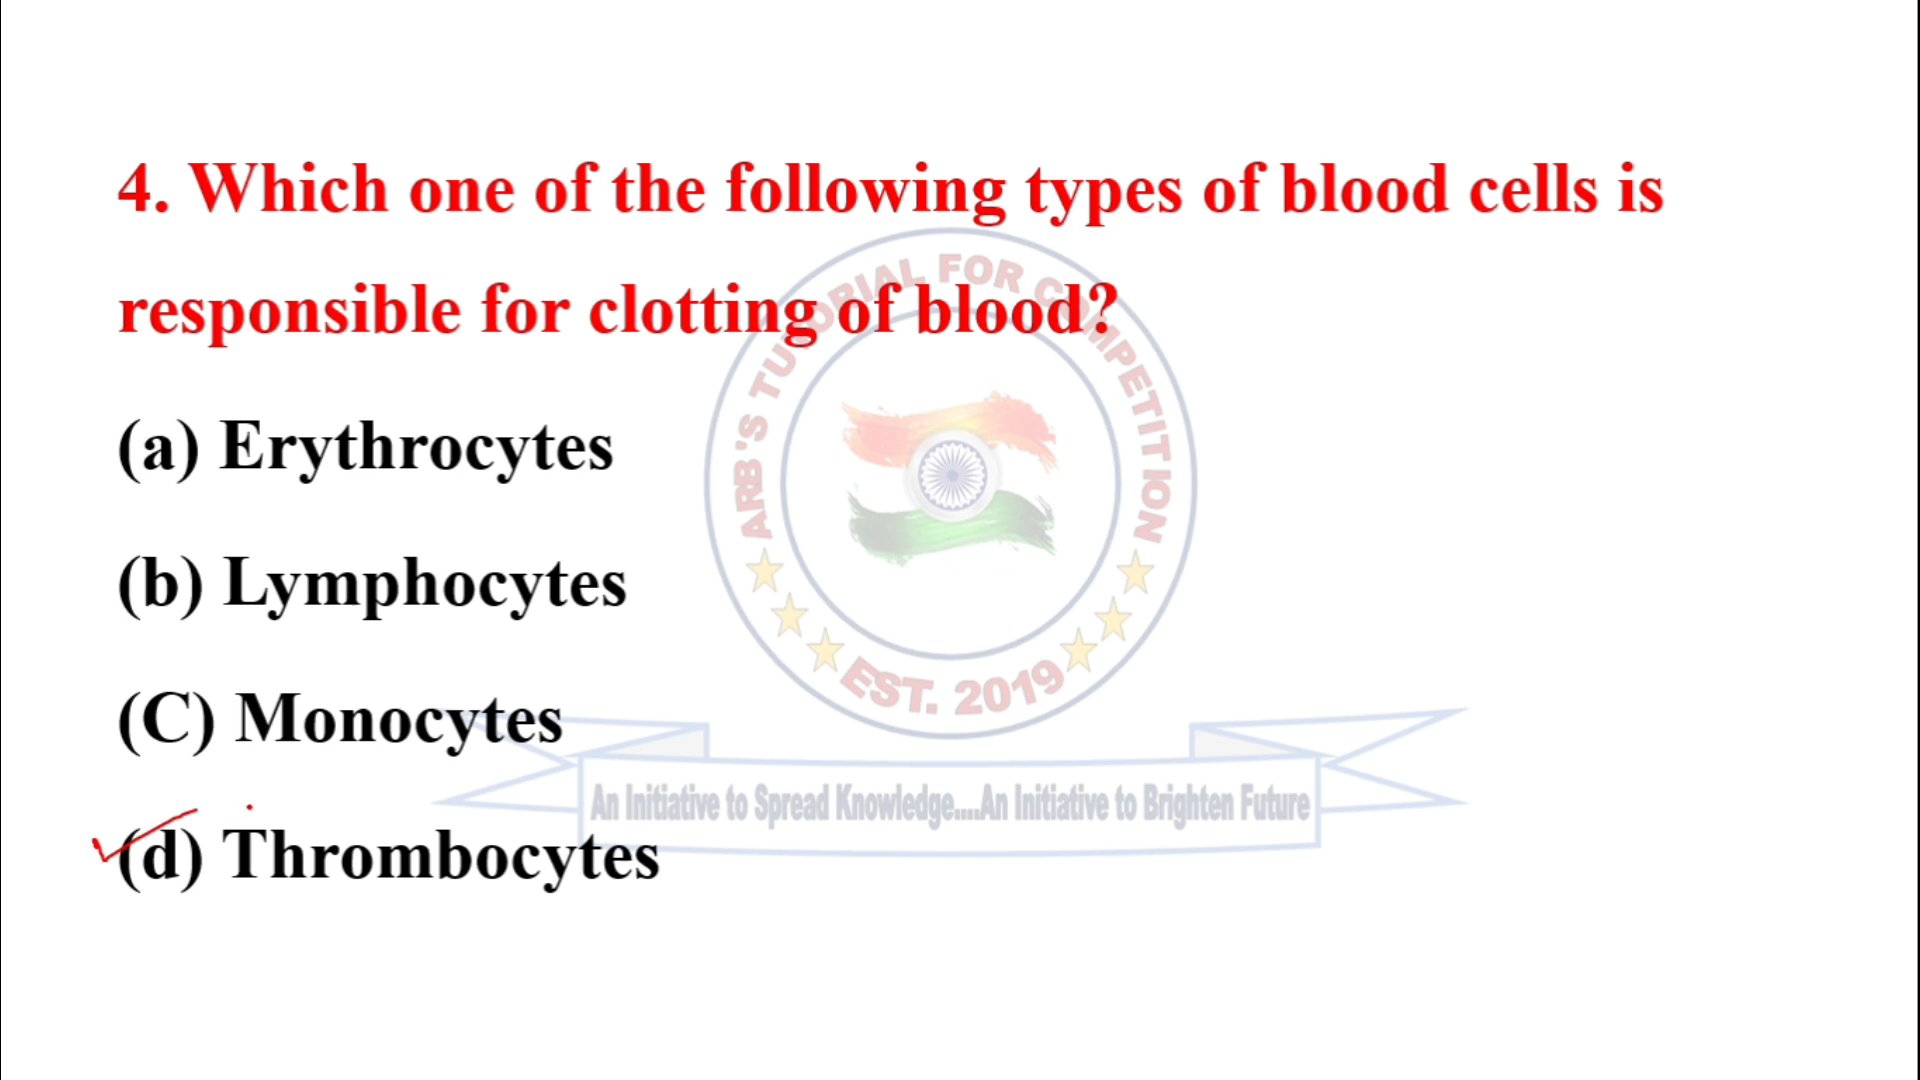 4. Which one of the following types of blood cells is
responsible for clotting of blood?
(a) Erythrocytes
(b) Lymphocytes
(C) Monocytes
(d) Thrombocytes
ARB'S TUTORIAL FOR COMPETITION
EST. 2019
An Initiative to Spread Knowledge....An Initiative to Brighten Future